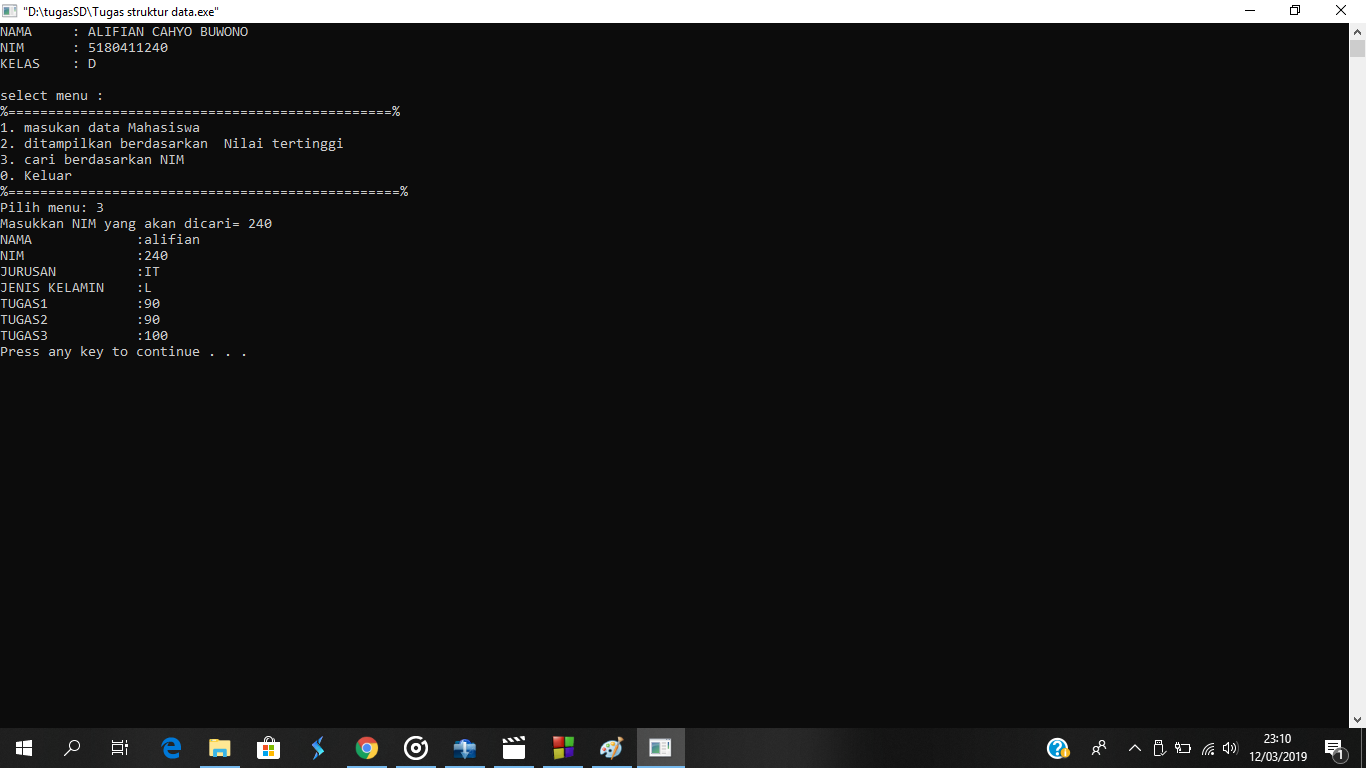 "D:\tugasSD\Tugas struktur data.exe"
NAMA     : ALIFIAN CAHYO BUWONO
NIM      : 5180411240
KELAS    : D
select menu :
%================================================%
1. masukan data Mahasiswa
2. ditampilkan berdasarkan  Nilai tertinggi
3. cari berdasarkan NIM
0. Keluar
%=================================================%
Pilih menu: 3
Masukkan NIM yang akan dicari= 240
NAMA             :alifian
NIM              :240
JURUSAN          :IT
JENIS KELAMIN    :L
TUGAS1           :90
TUGAS2           :90
TUGAS3           :100
Press any key to continue . . .
23:10
12/03/2019
1